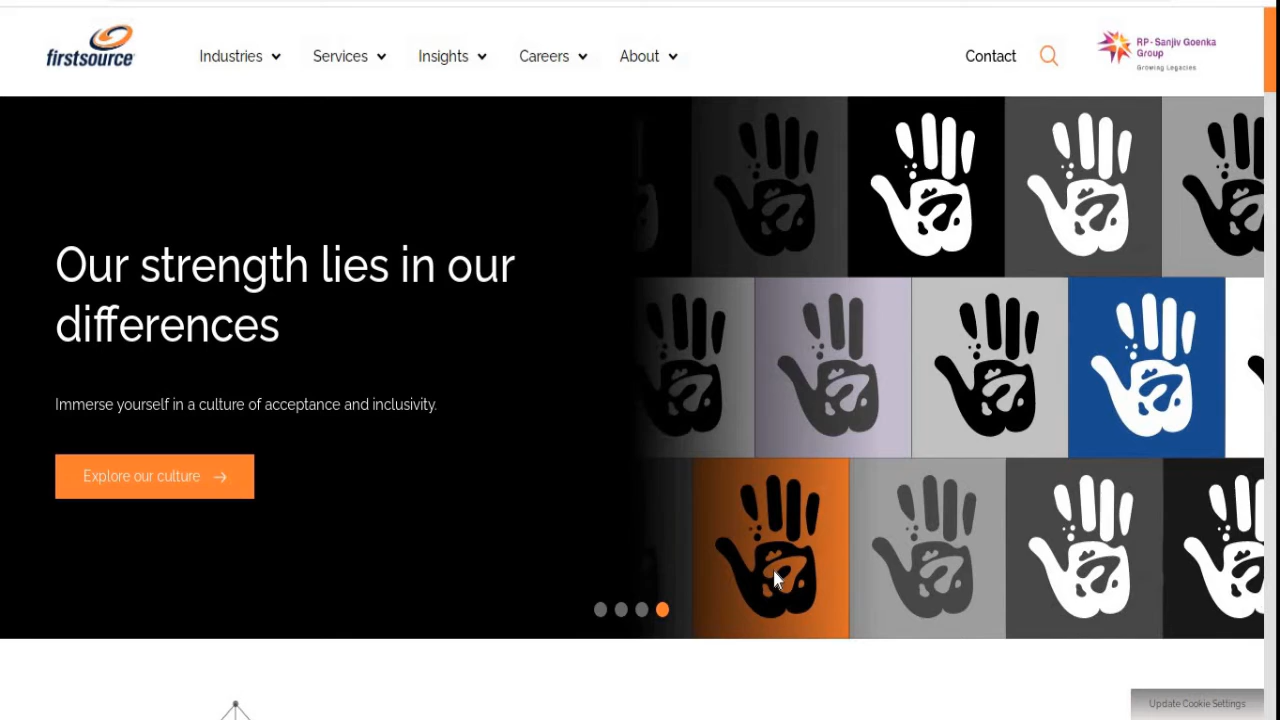 firstsource
Industries
Services
Insights
Careers
About
Contact
RP-Sanjiv Goenka
Group
Growing Legacies
Our strength lies in our
differences
Immerse yourself in a culture of acceptance and inclusivity.
Explore our culture
Update Cookie Settings